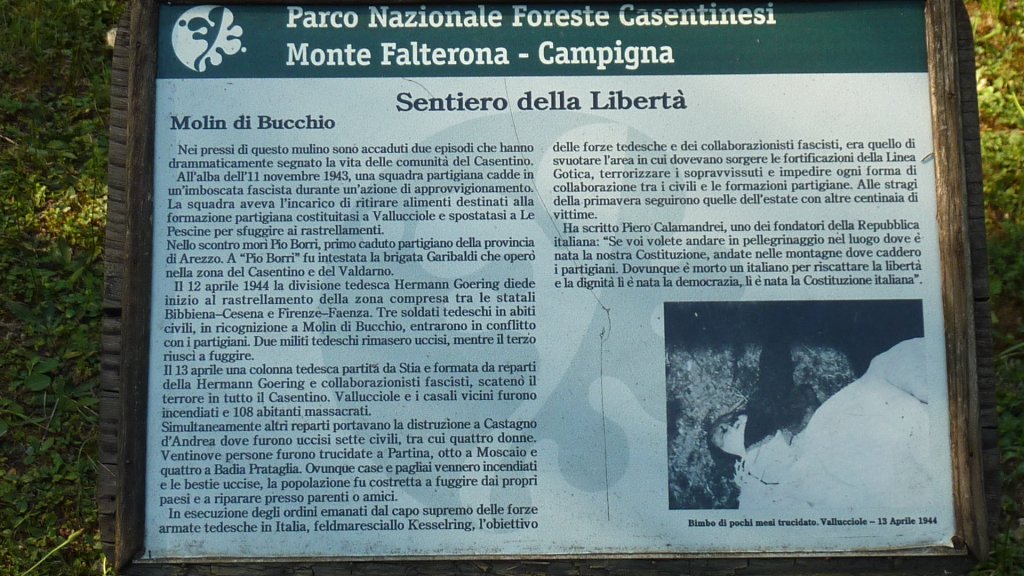 Parco Nazionale Foreste Casentinesi
Monte Falterona - Campigna
Sentiero della Libertà
Molin di Bucchio
Nei pressi di questo mulino sono accaduti due episodi che hanno
drammaticamente segnato la vita delle comunità del Casentino.
All'alba dell'11 novembre 1943, una squadra partigiana cadde in
un'imboscata fascista durante un'azione di approvvigionamento.
La squadra aveva l'incarico di ritirare alimenti destinati alla
formazione partigiana costituitasi a Vallucciole e spostatasi a Le
Pescine per sfuggire ai rastrellamenti.
Nello scontro morì Pio Borri, primo caduto partigiano della provincia
di Arezzo. A "Pio Borri" fu intestata la brigata Garibaldi che operò
nella zona del Casentino e del Valdarno.
Il 12 aprile 1944 la divisione tedesca Hermann Goering diede
inizio al rastrellamento della zona compresa tra le statali
Bibbiena–Cesena e Firenze–Faenza. Tre soldati tedeschi in abiti
civili, in ricognizione a Molin di Bucchio, entrarono in conflitto
con i partigiani. Due militi tedeschi rimasero uccisi, mentre il terzo
riuscì a fuggire.
Il 13 aprile una colonna tedesca partita da Stia e formata da reparti
della Hermann Goering e collaborazionisti fascisti, scatenò il
terrore in tutto il Casentino. Vallucciole e i casali vicini furono
incendiati e 108 abitanti massacrati.
Simultaneamente altri reparti portavano la distruzione a Castagno
d'Andrea dove furono uccisi sette civili, tra cui quattro donne.
Ventinove persone furono trucidate a Partina, otto a Moscaio e
quattro a Badia Prataglia. Ovunque case e pagliai vennero incendiati
e le bestie uccise, la popolazione fu costretta a fuggire dai propri
paesi e a riparare presso parenti o amici.
In esecuzione degli ordini emanati dal capo supremo delle forze
armate tedesche in Italia, feldmaresciallo Kesselring, l'obiettivo
delle forze tedesche e dei collaborazionisti fascisti, era quello di
svuotare l'area in cui dovevano sorgere le fortificazioni della Linea
Gotica, terrorizzare i sopravvissuti e impedire ogni forma di
collaborazione tra i civili e le formazioni partigiane. Alle stragi
della primavera seguirono quelle dell'estate con altre centinaia di
vittime.
Ha scritto Piero Calamandrei, uno dei fondatori della Repubblica
italiana: "Se voi volete andare in pellegrinaggio nel luogo dove è
nata la nostra Costituzione, andate nelle montagne dove caddero
i partigiani. Dovunque è morto un italiano per riscattare la libertà
e la dignità lì è nata la democrazia, lì è nata la Costituzione italiana".
Bimbo di pochi mesi trucidato. Vallucciole – 13 Aprile 1944